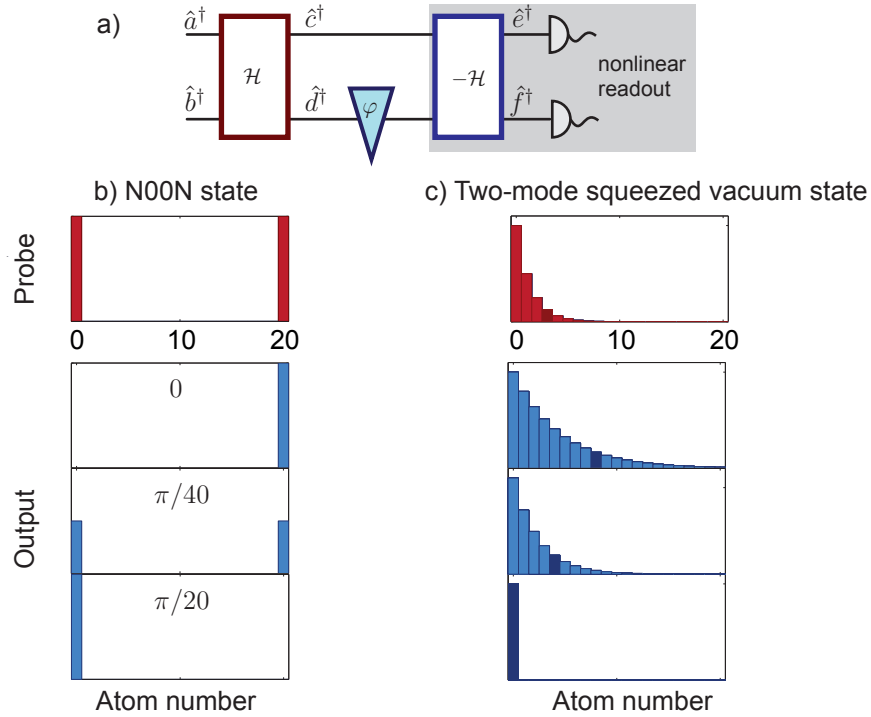 a)
â† ĉ† ê†
ℋ −ℋ
nonlinear
readout
b̂† d̂† φ f̂†
b) N00N state
c) Two-mode squeezed vacuum state
Probe
0 10 20
0 10 20
Output
0
π/40
π/20
Atom number
Atom number